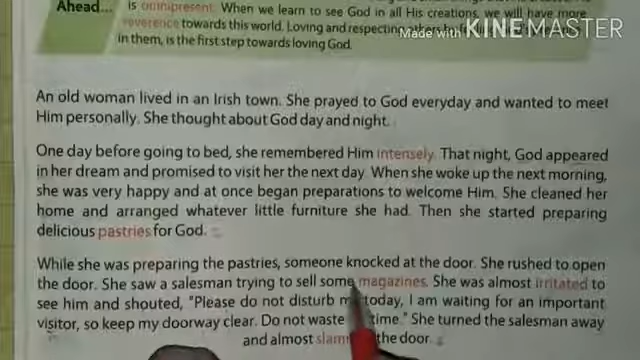 Ahead...
is omnipresent. When we learn to see God in all His creations, we will have more
reverence towards this world. Loving and respecting
in them, is the first step towards loving God.
Made with KINEMASTER
An old woman lived in an Irish town. She prayed to God everyday and wanted to meet
Him personally. She thought about God day and night.
One day before going to bed, she remembered Him intensely. That night, God appeared
in her dream and promised to visit her the next day. When she woke up the next morning,
she was very happy and at once began preparations to welcome Him. She cleaned her
home and arranged whatever little furniture she had. Then she started preparing
delicious pastries for God.
While she was preparing the pastries, someone knocked at the door. She rushed to open
the door. She saw a salesman trying to sell some magazines. She was almost irritated to
see him and shouted, "Please do not disturb me today, I am waiting for an important
visitor, so keep my doorway clear. Do not waste time." She turned the salesman away
and almost the door.